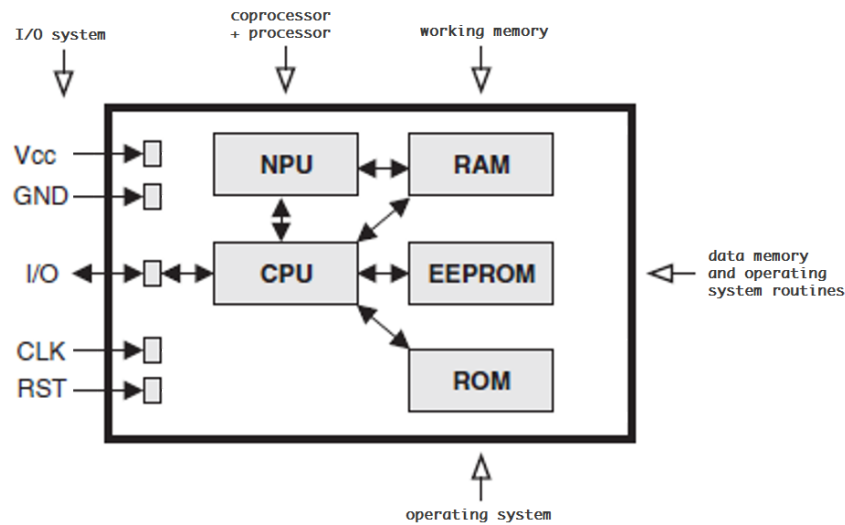 coprocessor
+ processor
I/O system
working memory
Vcc
NPU
RAM
GND
data memory
and operating
system routines
I/O
CPU
EEPROM
CLK
RST
ROM
operating system